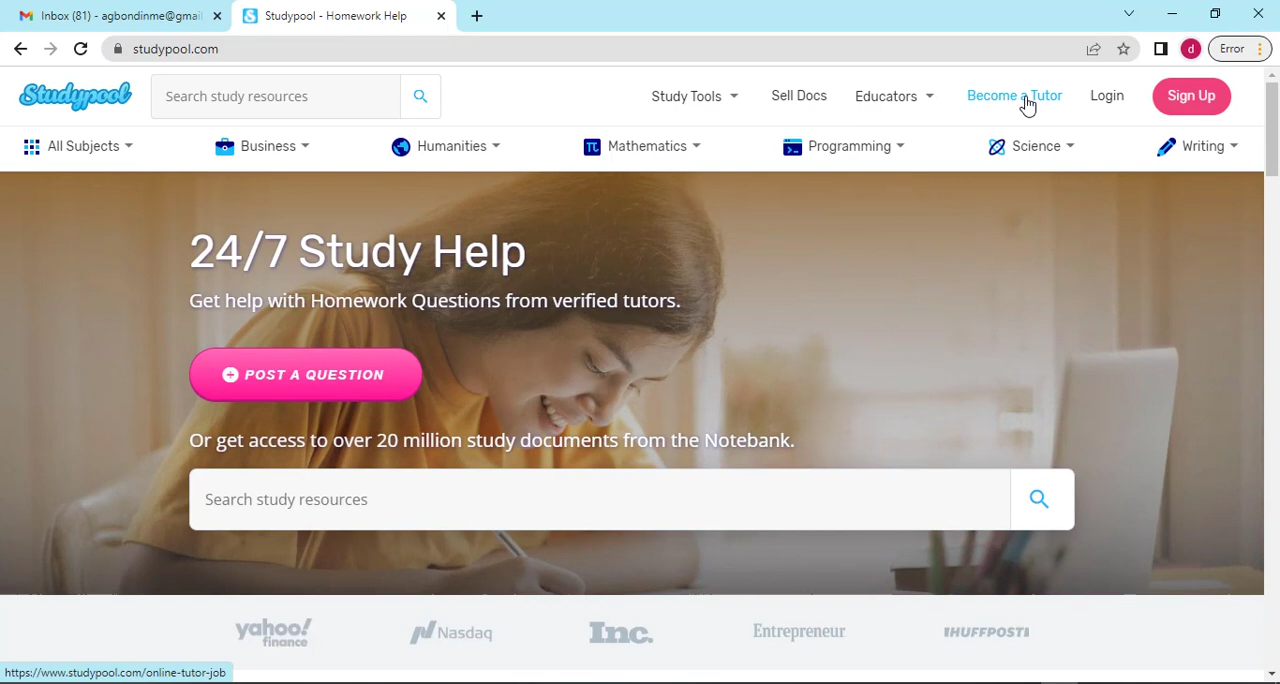 Inbox (81) - agbondinme@gmail
Studypool - Homework Help
studypool.com
d
Error
Studypool
Search study resources
Study Tools
Sell Docs
Educators
Become a Tutor
Login
Sign Up
All Subjects
Business
Humanities
Mathematics
Programming
Science
Writing
24/7 Study Help
Get help with Homework Questions from verified tutors.
POST A QUESTION
Or get access to over 20 million study documents from the Notebank.
Search study resources
yahoo! finance
Nasdaq
Inc.
Entrepreneur
IHUFFPOSTI
https://www.studypool.com/online-tutor-job